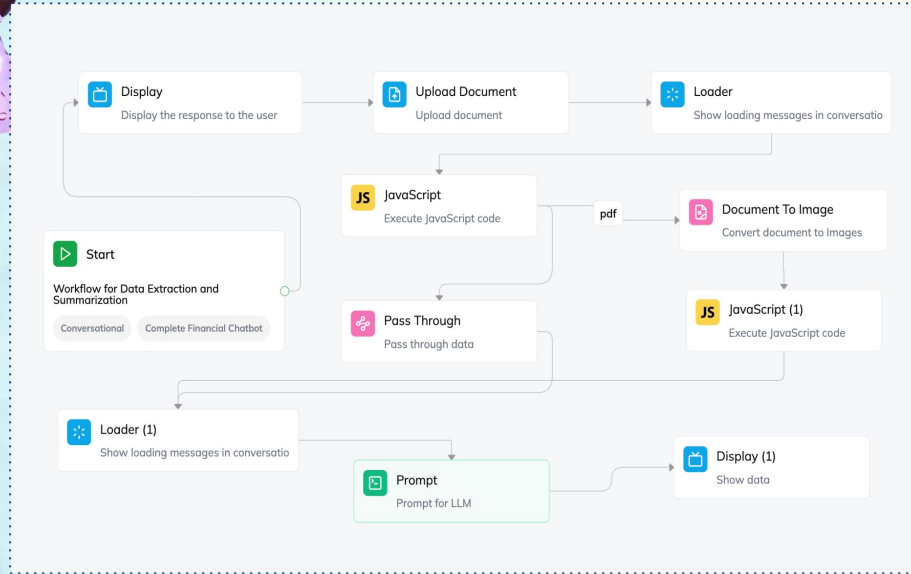 Display
Display the response to the user
Upload Document
Upload document
Loader
Show loading messages in conversatio
JS
JavaScript
Execute JavaScript code
pdf
Document To Image
Convert document to Images
Start
Workflow for Data Extraction and
Summarization
Conversational
Complete Financial Chatbot
Pass Through
Pass through data
JS
JavaScript (1)
Execute JavaScript code
Loader (1)
Show loading messages in conversatio
Prompt
Prompt for LLM
Display (1)
Show data